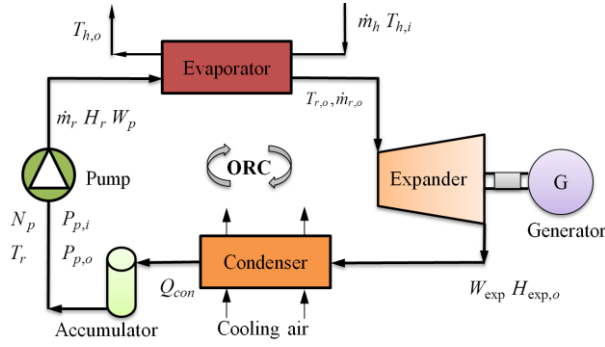 T_{h,o}
ṁ_h T_{h,i}
Evaporator
T_{r,o}, ṁ_{r,o}
ṁ_r H_r W_p
ORC
Expander
G
Pump
Generator
N_p P_{p,i}
T_r P_{p,o}
Condenser
Q_{con}
W_{exp} H_{exp,o}
Accumulator
Cooling air